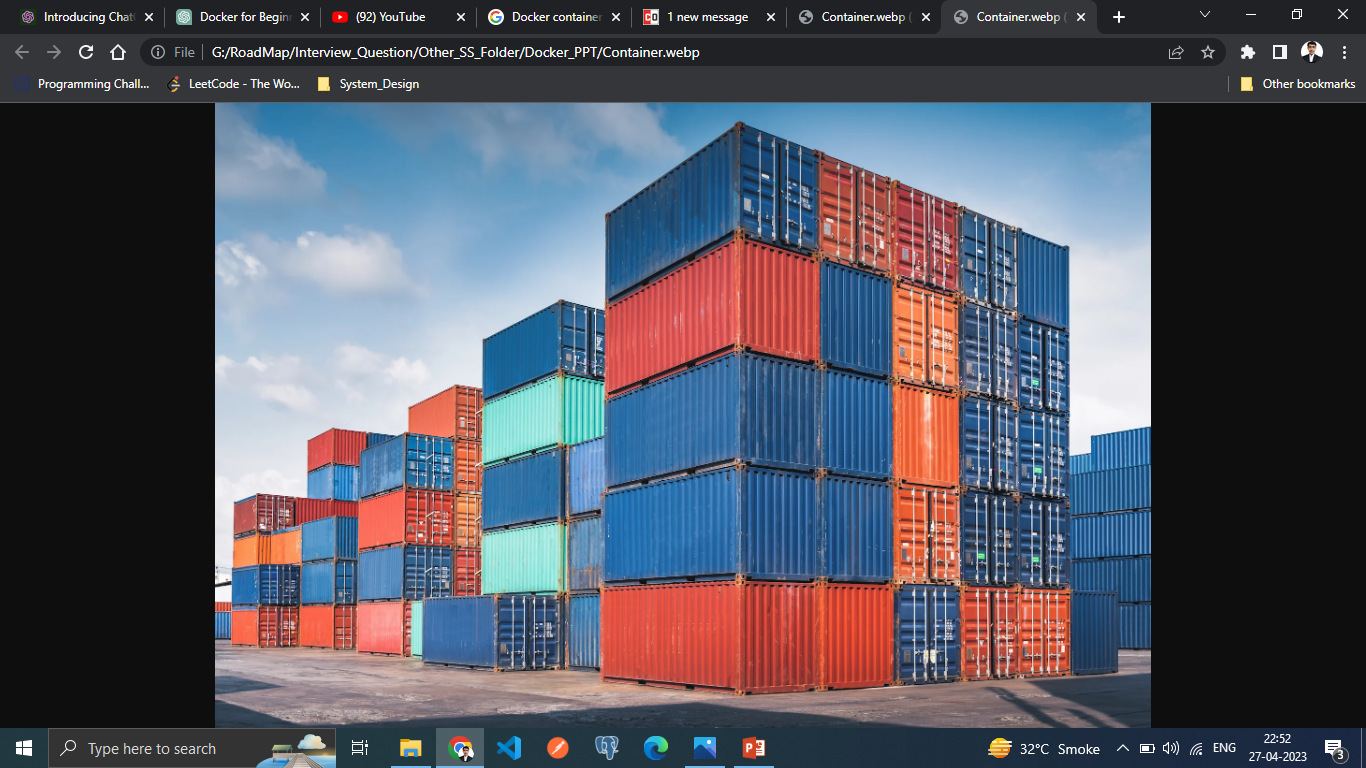 Introducing Chat
Docker for Beginn
(92) YouTube
Docker container
1 new message
Container.webp (
Container.webp (
File
G:/RoadMap/Interview_Question/Other_SS_Folder/Docker_PPT/Container.webp
Programming Chall...
LeetCode - The Wo...
System_Design
Other bookmarks
Type here to search
32°C Smoke
ENG
22:52
27-04-2023
3